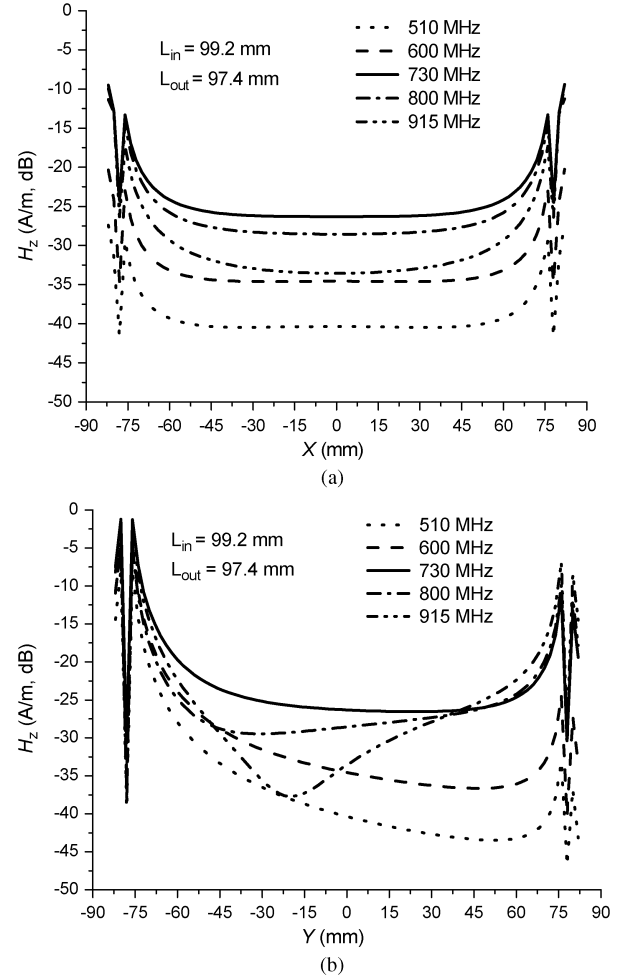 0
-5
-10
-15
-20
-25
-30
-35
-40
-45
-50
Hz (A/m, dB)
Lin = 99.2 mm
Lout = 97.4 mm
510 MHz
600 MHz
730 MHz
800 MHz
915 MHz
-90 -75 -60 -45 -30 -15 0 15 30 45 60 75 90
X (mm)
(a)
0
-5
-10
-15
-20
-25
-30
-35
-40
-45
-50
Hz (A/m, dB)
Lin = 99.2 mm
Lout = 97.4 mm
510 MHz
600 MHz
730 MHz
800 MHz
915 MHz
-90 -75 -60 -45 -30 -15 0 15 30 45 60 75 90
Y (mm)
(b)